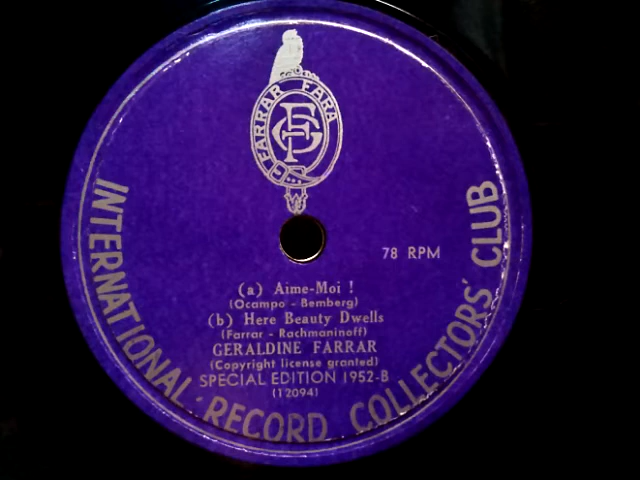 FARRAR FARA
GF
78 RPM
(a) Aime-Moi !
(Ocampo - Bemberg)
(b) Here Beauty Dwells
(Farrar - Rachmaninoff)
GERALDINE FARRAR
(Copyright license granted)
SPECIAL EDITION 1952-B
(12094)
INTERNATIONAL RECORD COLLECTORS' CLUB